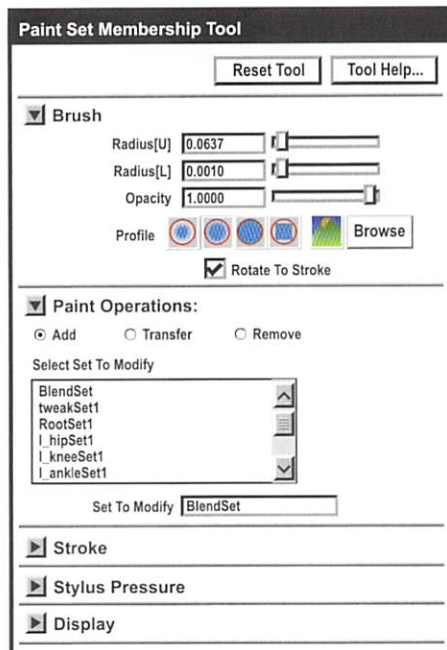 Paint Set Membership Tool
Reset Tool Tool Help...
Brush
Radius[U] 0.0637
Radius[L] 0.0010
Opacity 1.0000
Profile Browse
Rotate To Stroke
Paint Operations:
Add Transfer Remove
Select Set To Modify
BlendSet
tweakSet1
RootSet1
l_hipSet1
l_kneeSet1
l_ankleSet1
Set To Modify BlendSet
Stroke
Stylus Pressure
Display